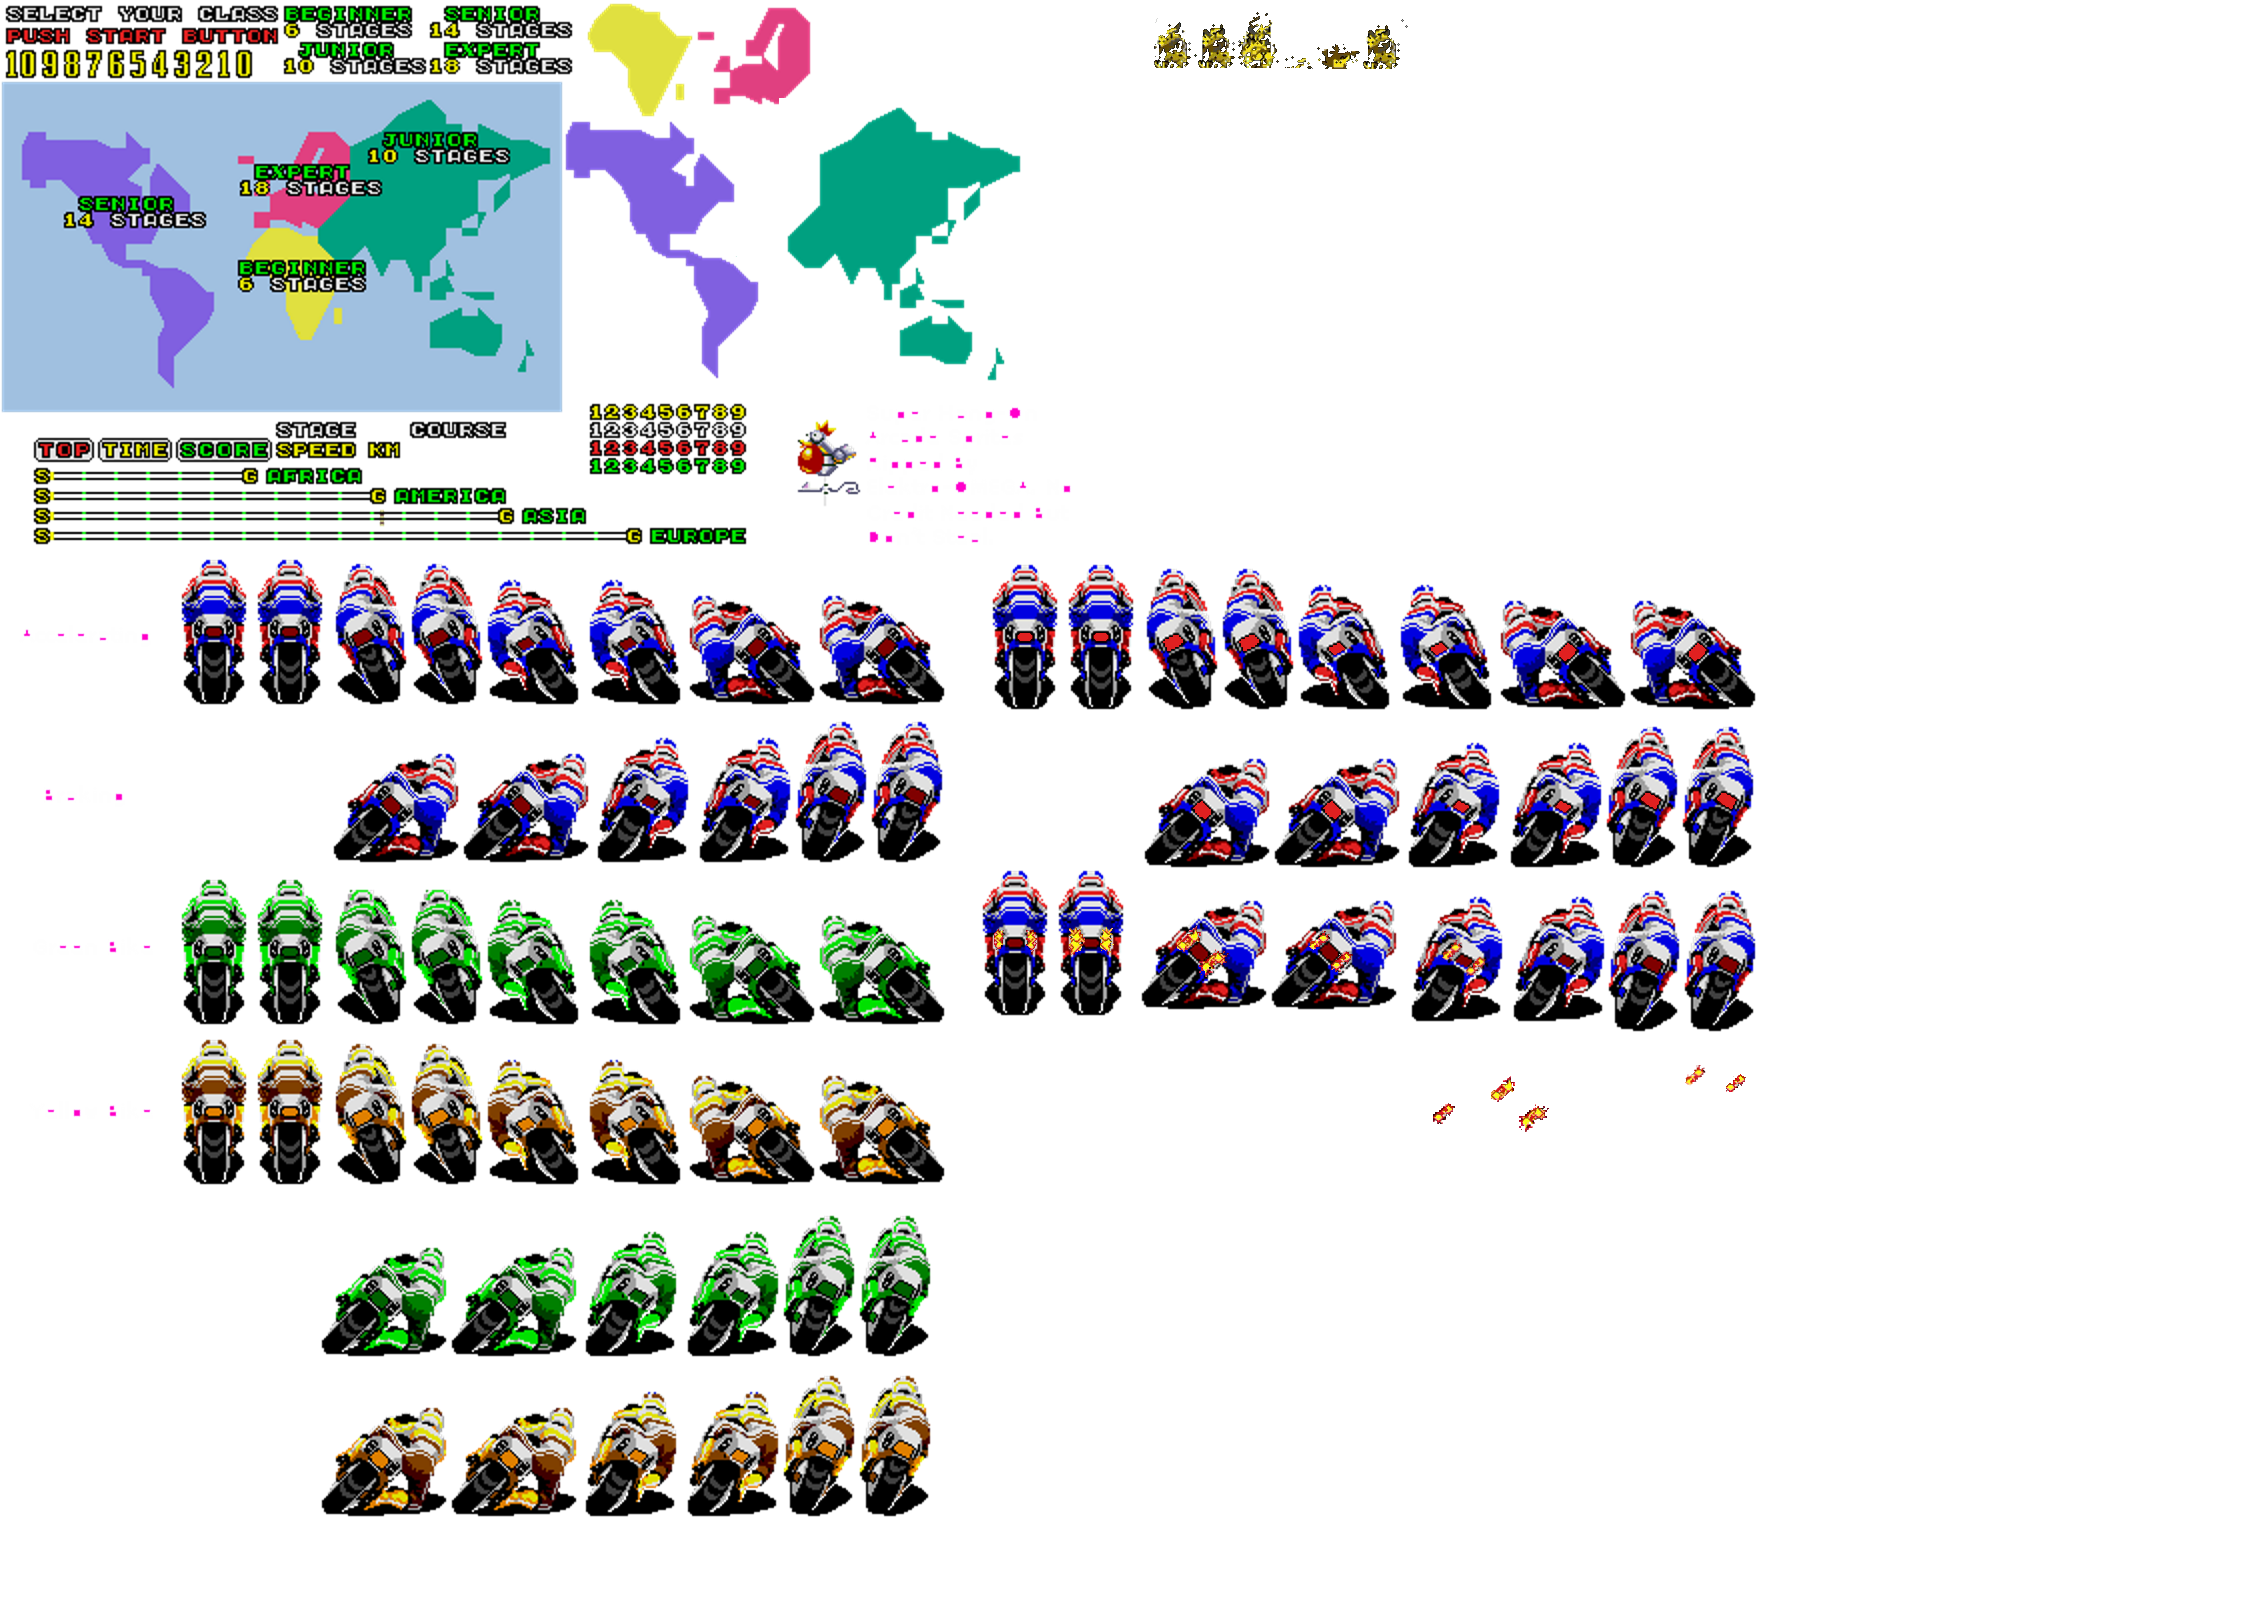 SELECT YOUR CLASS
PUSH START BUTTON
109876543210
BEGINNER
6 STAGES
SENIOR
14 STAGES
JUNIOR
10 STAGES
EXPERT
18 STAGES
JUNIOR
10 STAGES
EXPERT
18 STAGES
SENIOR
14 STAGES
BEGINNER
6 STAGES
STAGE COURSE
TOP TIME SCORE SPEED KM
S G AFRICA
S G AMERICA
S G ASIA
S G EUROPE
123456789
123456789
123456789
123456789